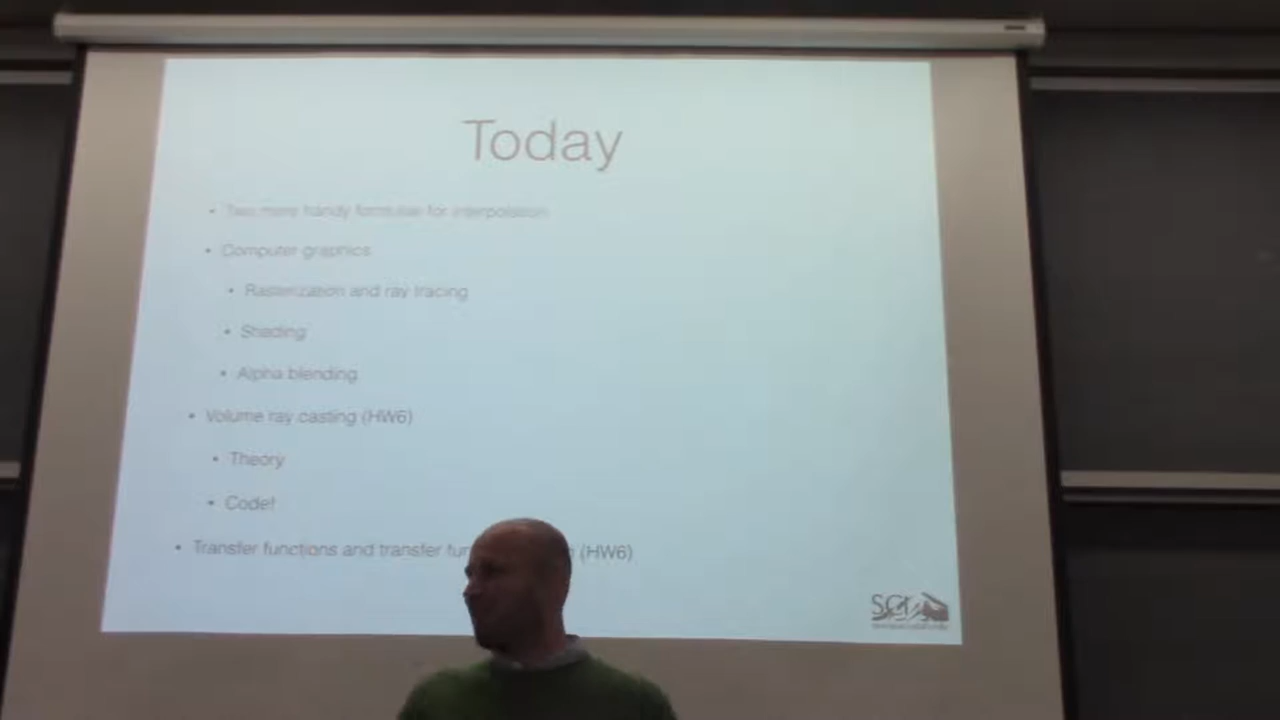 Today
• Two more handy formulae for interpolation
• Computer graphics
• Rasterization and ray tracing
• Shading
• Alpha blending
• Volume ray casting (HW6)
• Theory
• Code!
• Transfer functions and transfer (HW6)
SCI